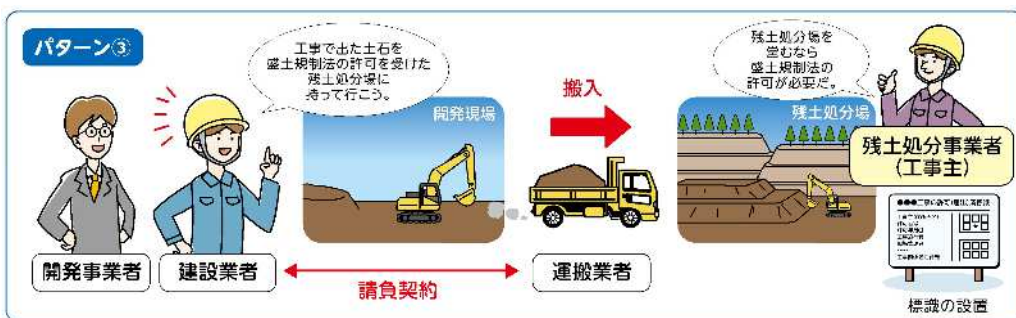 パターン③
工事で出た土石を
盛土規制法の許可を受けた
残土処分場に
持って行こう。
開発現場
搬入
残土処分場を
営むなら
盛土規制法の
許可が必要だ。
残土処分場
残土処分事業者
(工事主)
開発事業者
建設業者
請負契約
運搬業者
標識の設置